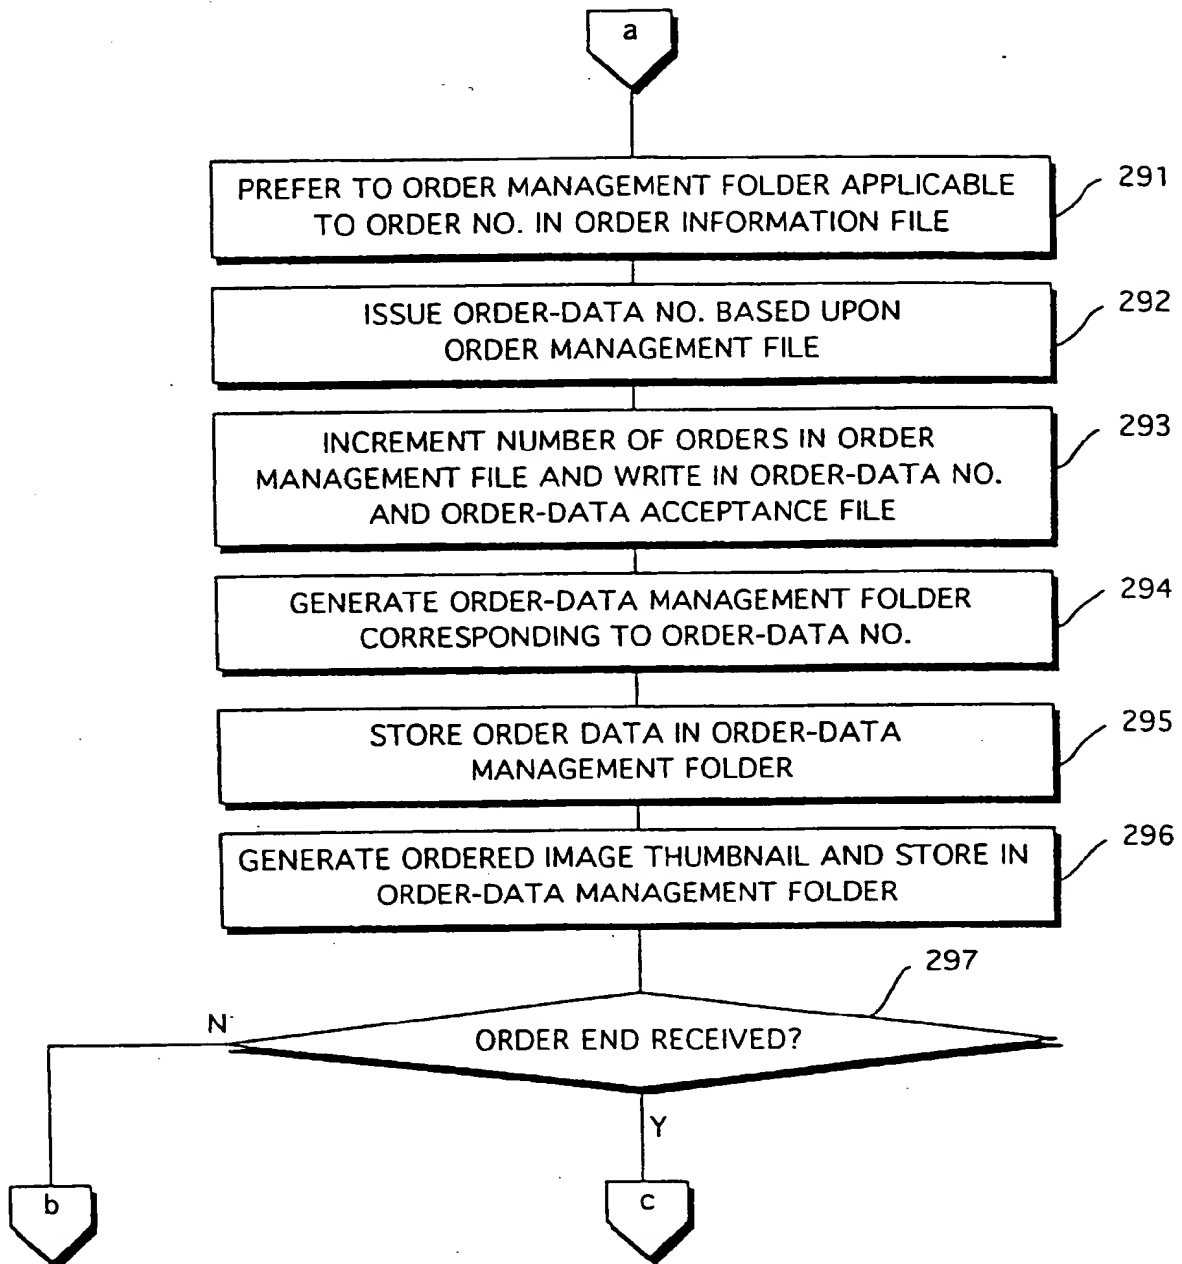 a
PREFER TO ORDER MANAGEMENT FOLDER APPLICABLE
TO ORDER NO. IN ORDER INFORMATION FILE
291
ISSUE ORDER-DATA NO. BASED UPON
ORDER MANAGEMENT FILE
292
INCREMENT NUMBER OF ORDERS IN ORDER
MANAGEMENT FILE AND WRITE IN ORDER-DATA NO.
AND ORDER-DATA ACCEPTANCE FILE
293
GENERATE ORDER-DATA MANAGEMENT FOLDER
CORRESPONDING TO ORDER-DATA NO.
294
STORE ORDER DATA IN ORDER-DATA
MANAGEMENT FOLDER
295
GENERATE ORDERED IMAGE THUMBNAIL AND STORE IN
ORDER-DATA MANAGEMENT FOLDER
296
297
ORDER END RECEIVED?
N
Y
b
c